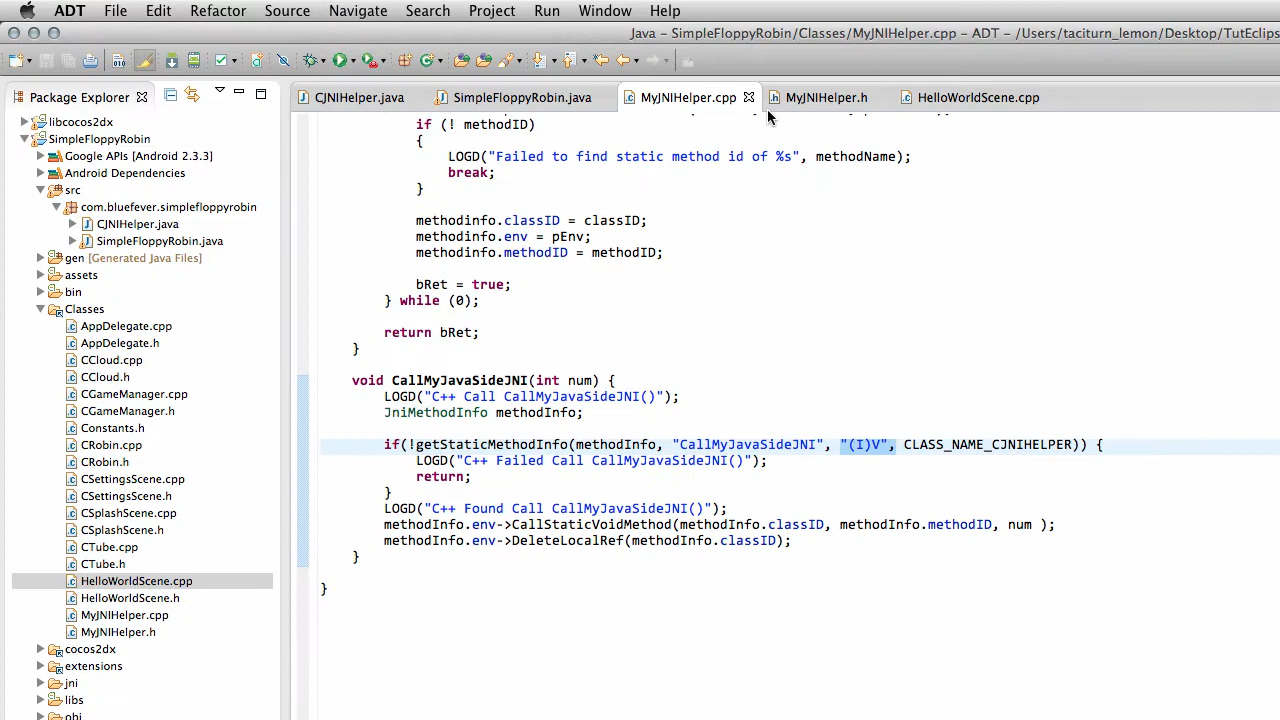 ADT File Edit Refactor Source Navigate Search Project Run Window Help
Java – SimpleFloppyRobin/Classes/MyJNIHelper.cpp – ADT – /Users/taciturn_lemon/Desktop/TutEclips
Package Explorer
CJNIHelper.java SimpleFloppyRobin.java MyJNIHelper.cpp MyJNIHelper.h HelloWorldScene.cpp
libcocos2dx
SimpleFloppyRobin
Google APIs [Android 2.3.3]
Android Dependencies
src
com.bluefever.simplefloppyrobin
CJNIHelper.java
SimpleFloppyRobin.java
gen [Generated Java Files]
assets
bin
Classes
AppDelegate.cpp
AppDelegate.h
CCloud.cpp
CCloud.h
CGameManager.cpp
CGameManager.h
Constants.h
CRobin.cpp
CRobin.h
CSettingsScene.cpp
CSettingsScene.h
CSplashScene.cpp
CSplashScene.h
CTube.cpp
CTube.h
HelloWorldScene.cpp
HelloWorldScene.h
MyJNIHelper.cpp
MyJNIHelper.h
cocos2dx
extensions
jni
libs
obj
if (! methodID)
{
LOGD("Failed to find static method id of %s", methodName);
break;
}
methodinfo.classID = classID;
methodinfo.env = pEnv;
methodinfo.methodID = methodID;
bRet = true;
} while (0);
return bRet;
}
void CallMyJavaSideJNI(int num) {
LOGD("C++ Call CallMyJavaSideJNI()");
JniMethodInfo methodInfo;
if(!getStaticMethodInfo(methodInfo, "CallMyJavaSideJNI", "(I)V", CLASS_NAME_CJNIHELPER)) {
LOGD("C++ Failed Call CallMyJavaSideJNI()");
return;
}
LOGD("C++ Found Call CallMyJavaSideJNI()");
methodInfo.env->CallStaticVoidMethod(methodInfo.classID, methodInfo.methodID, num );
methodInfo.env->DeleteLocalRef(methodInfo.classID);
}
}